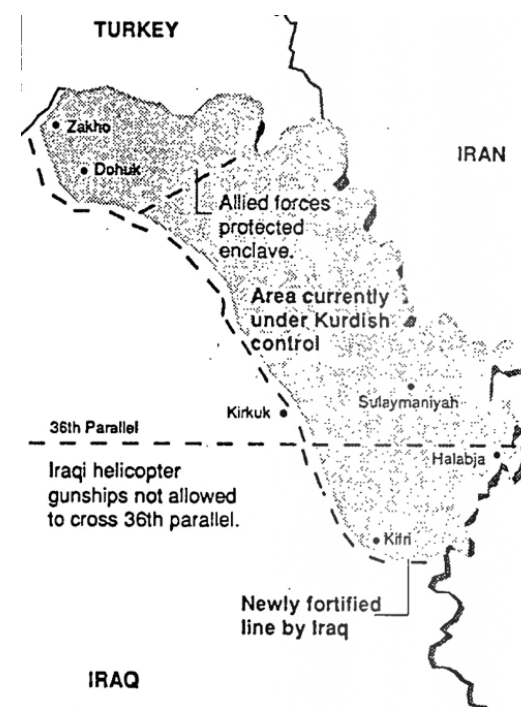 TURKEY
Zakho
IRAN
Dohuk
Allied forces
protected
enclave.
Area currently
under Kurdish
control
Sulaymaniyah
Kirkuk
36th Parallel
Halabja
Iraqi helicopter
gunships not allowed
to cross 36th parallel.
Kifri
Newly fortified
line by Iraq
IRAQ